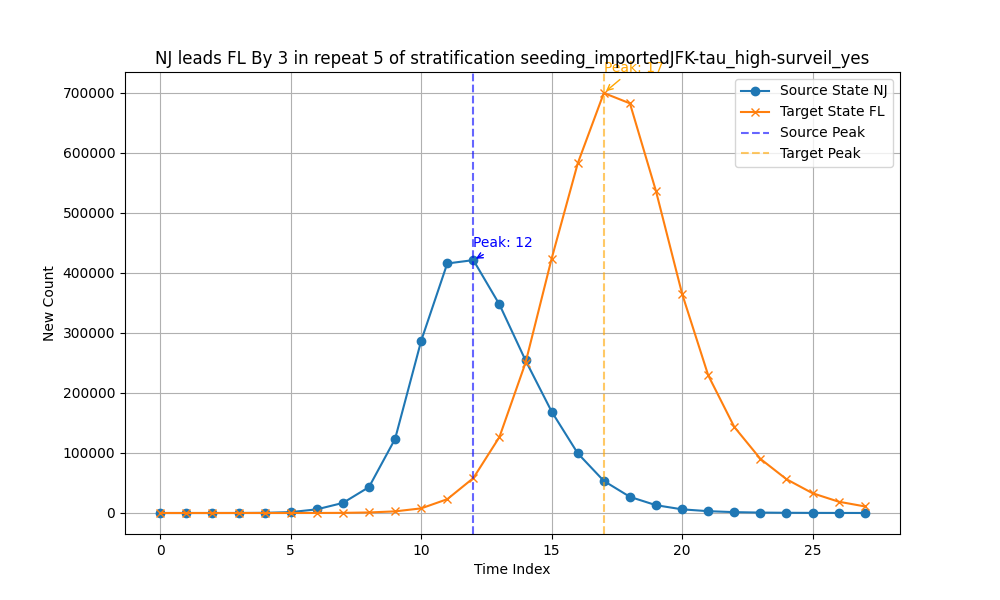 NJ leads FL By 3 in repeat 5 of stratification seeding_importedJFK-tau_high-surveil_yes
Peak: 17
Source State NJ
Target State FL
Source Peak
Target Peak
Peak: 12
700000
600000
500000
400000
300000
200000
100000
0
New Count
0 5 10 15 20 25
Time Index